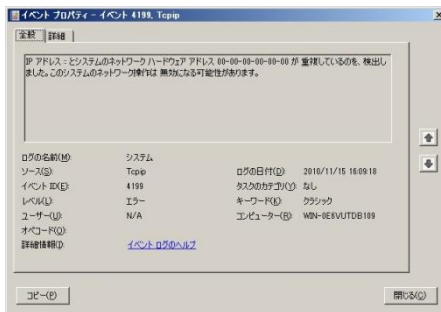 イベント プロパティ - イベント 4199, Tcpip
全般 詳細
IP アドレス : とシステムのネットワーク ハードウェア アドレス 00-00-00-00-00-00 が 重複しているのを、検出し
ました。このシステムのネットワーク操作は 無効になる可能性があります。
ログの名前(M): システム
ソース(S): Tcpip ログの日付(D): 2010/11/15 16:09:18
イベント ID(E): 4199 タスクのカテゴリ(Y): なし
レベル(L): エラー キーワード(K): クラシック
ユーザー(U): N/A コンピューター(R): WIN-0E8VUTDB109
オペコード(O):
詳細情報(I): イベント ログのヘルプ
コピー(P) 閉じる(C)